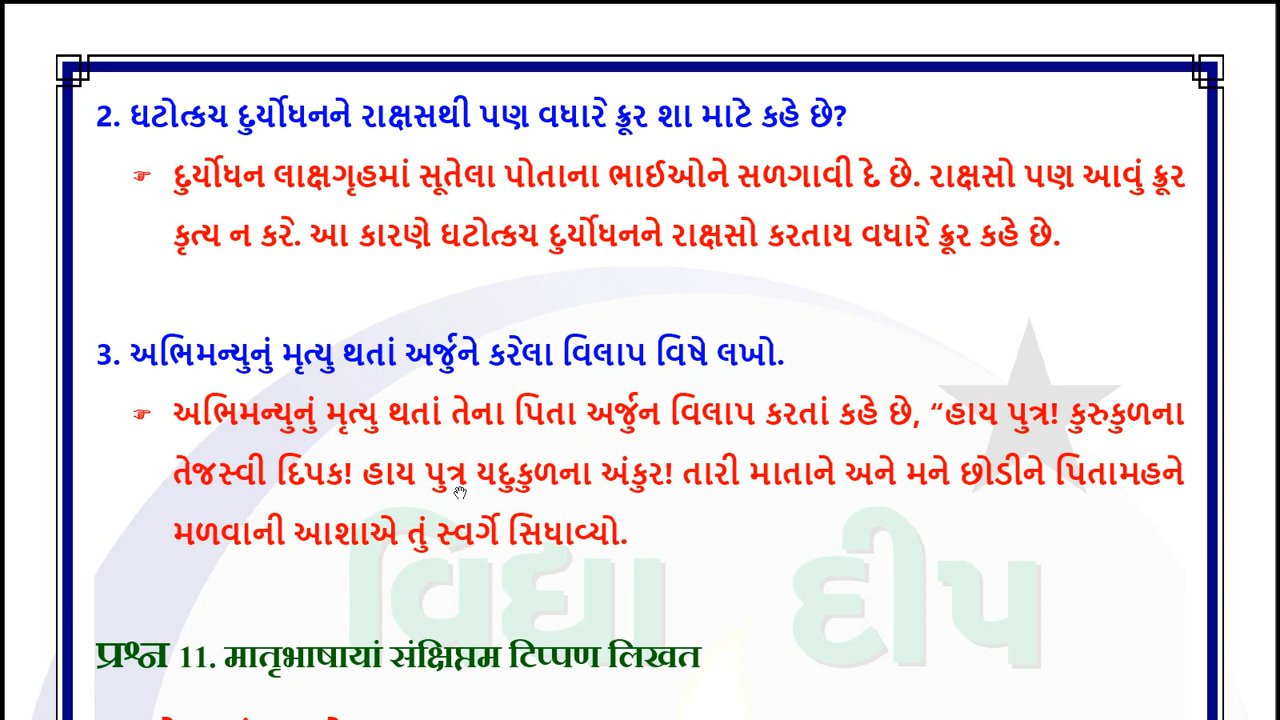 2. ઘટોત્કચ દુર્યોધનને રાક્ષસથી પણ વધારે ક્રૂર શા માટે કહે છે?
☞ દુર્યોધન લાક્ષગૃહમાં સૂતેલા પોતાના ભાઈઓને સળગાવી દે છે. રાક્ષસો પણ આવું ક્રૂર
કૃત્ય ન કરે. આ કારણે ઘટોત્કચ દુર્યોધનને રાક્ષસો કરતાય વધારે ક્રૂર કહે છે.
3. અભિમન્યુનું મૃત્યુ થતાં અર્જુને કરેલા વિલાપ વિષે લખો.
☞ અભિમન્યુનું મૃત્યુ થતાં તેના પિતા અર્જુન વિલાપ કરતાં કહે છે, “હાય પુત્ર! કુરુકુળના
તેજસ્વી દિપક! હાય પુત્ર યદુકુળના અંકુર! તારી માતાને અને મને છોડીને પિતામહને
મળવાની આશાએ તું સ્વર્ગે સિધાવ્યો.
વિદ્યા દીપ
प्रश्न 11. मातृभाषायां संक्षिप्तम टिप्पण लिखत